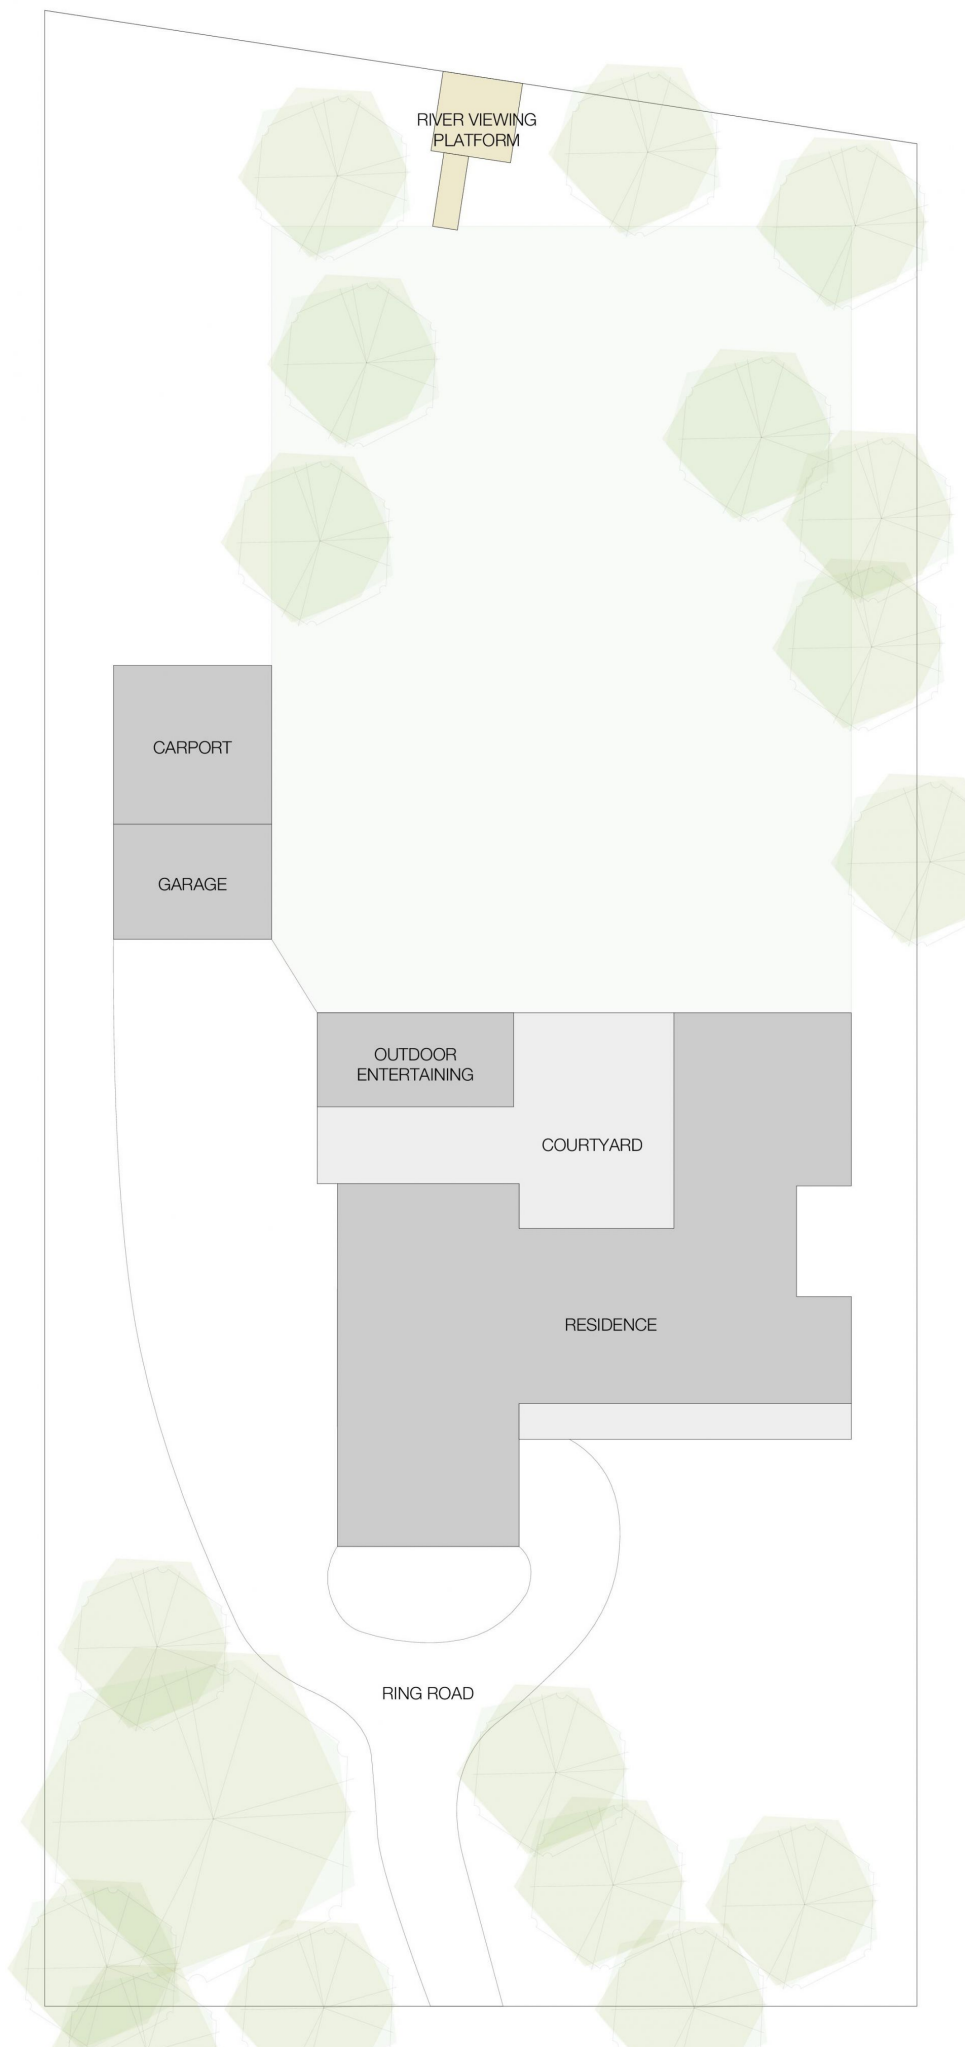 RIVER VIEWING
PLATFORM
CARPORT
GARAGE
OUTDOOR
ENTERTAINING
COURTYARD
RESIDENCE
RING ROAD